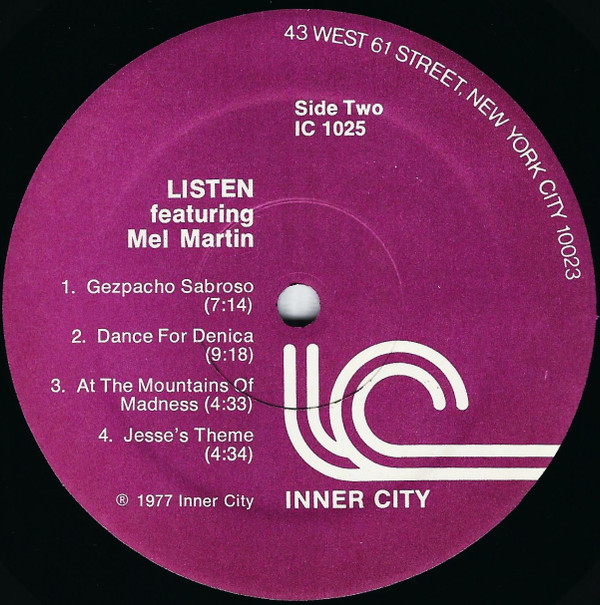 43 WEST 61 STREET, NEW YORK CITY 10023
Side Two
IC 1025
LISTEN
featuring
Mel Martin
1. Gezpacho Sabroso
(7:14)
2. Dance For Denica
(9:18)
3. At The Mountains Of
Madness (4:33)
4. Jesse's Theme
(4:34)
® 1977 Inner City
IC
INNER CITY